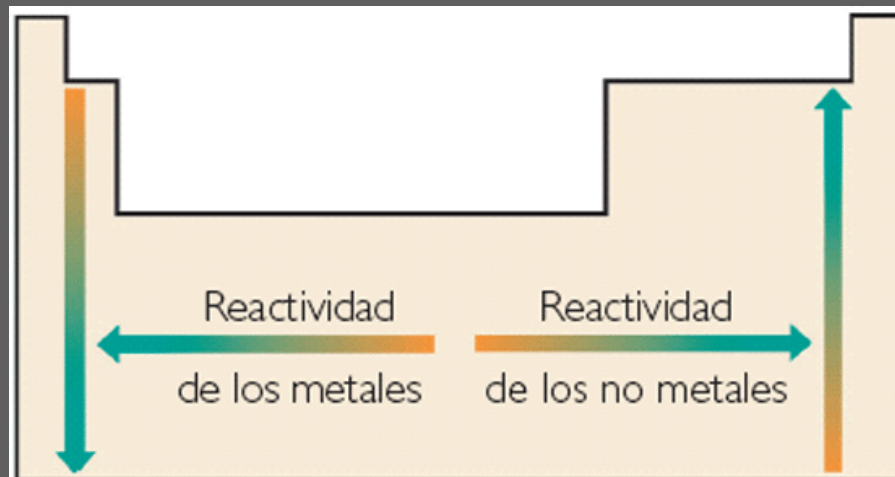 Reactividad
de los metales
Reactividad
de los no metales